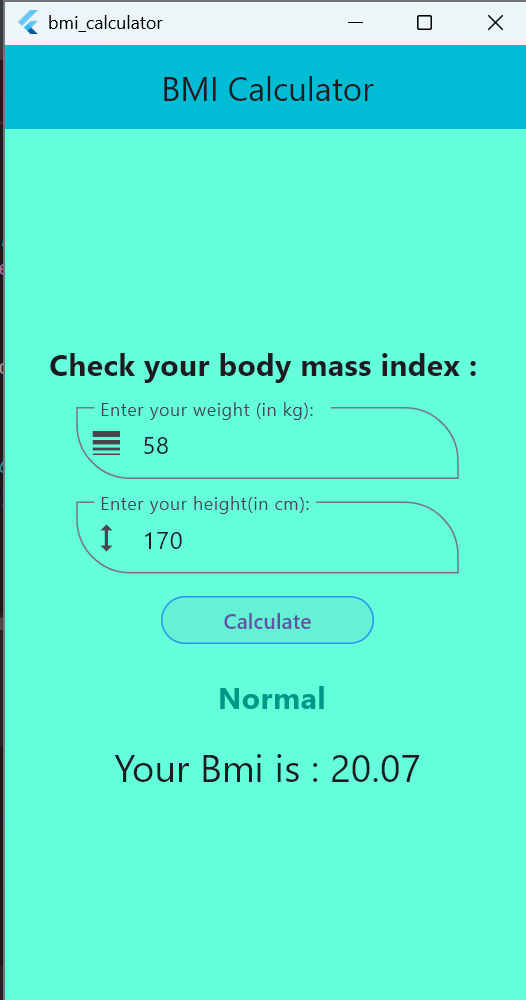 bmi_calculator
BMI Calculator
Check your body mass index :
Enter your weight (in kg):
58
Enter your height(in cm):
170
Calculate
Normal
Your Bmi is : 20.07